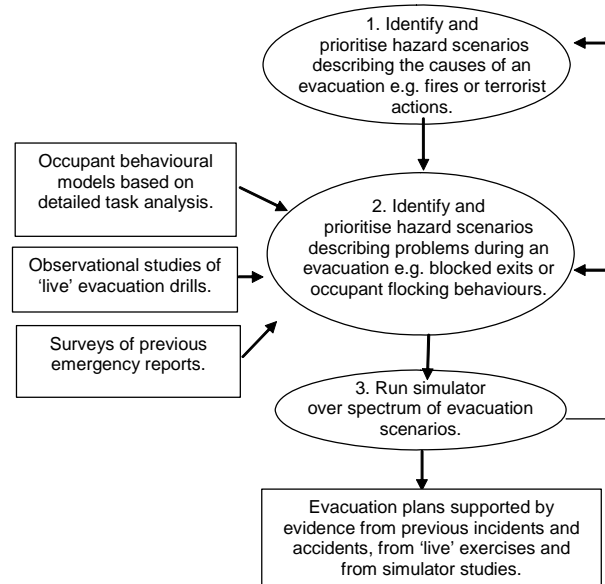 1. Identify and
prioritise hazard scenarios
describing the causes of an
evacuation e.g. fires or terrorist
actions.
Occupant behavioural
models based on
detailed task analysis.
Observational studies of
‘live’ evacuation drills.
Surveys of previous
emergency reports.
2. Identify and
prioritise hazard scenarios
describing problems during an
evacuation e.g. blocked exits or
occupant flocking behaviours.
3. Run simulator
over spectrum of evacuation
scenarios.
Evacuation plans supported by
evidence from previous incidents and
accidents, from ‘live’ exercises and
from simulator studies.